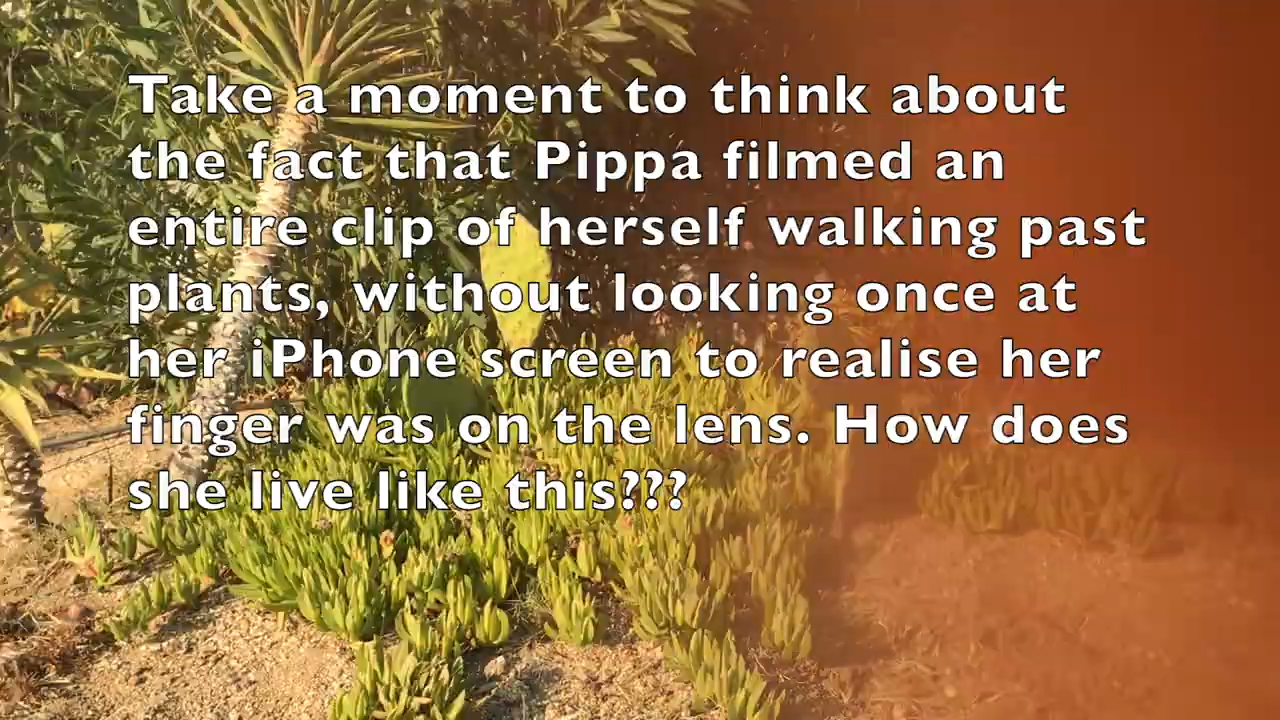 Take a moment to think about
the fact that Pippa filmed an
entire clip of herself walking past
plants, without looking once at
her iPhone screen to realise her
finger was on the lens. How does
she live like this???